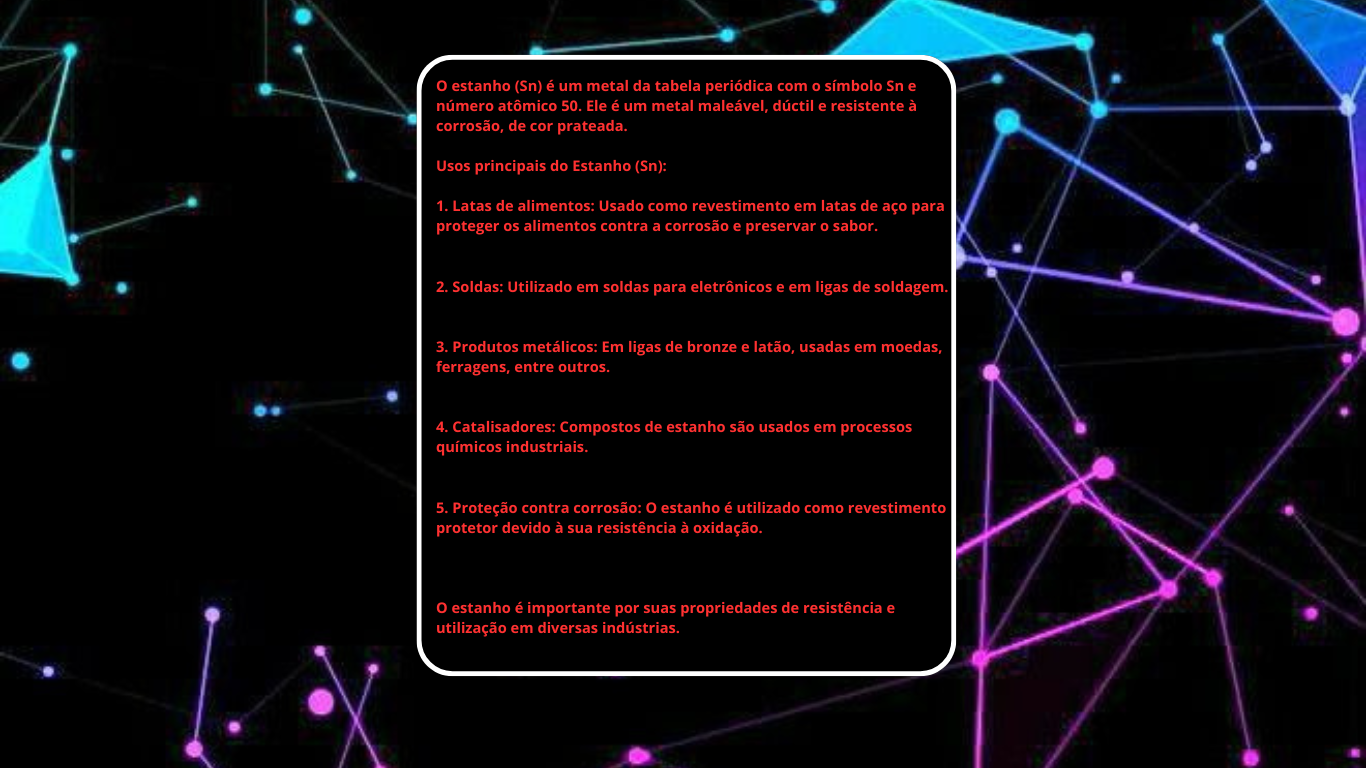 O estanho (Sn) é um metal da tabela periódica com o símbolo Sn e
número atômico 50. Ele é um metal maleável, dúctil e resistente à
corrosão, de cor prateada.
Usos principais do Estanho (Sn):
1. Latas de alimentos: Usado como revestimento em latas de aço para
proteger os alimentos contra a corrosão e preservar o sabor.
2. Soldas: Utilizado em soldas para eletrônicos e em ligas de soldagem.
3. Produtos metálicos: Em ligas de bronze e latão, usadas em moedas,
ferragens, entre outros.
4. Catalisadores: Compostos de estanho são usados em processos
químicos industriais.
5. Proteção contra corrosão: O estanho é utilizado como revestimento
protetor devido à sua resistência à oxidação.
O estanho é importante por suas propriedades de resistência e
utilização em diversas indústrias.